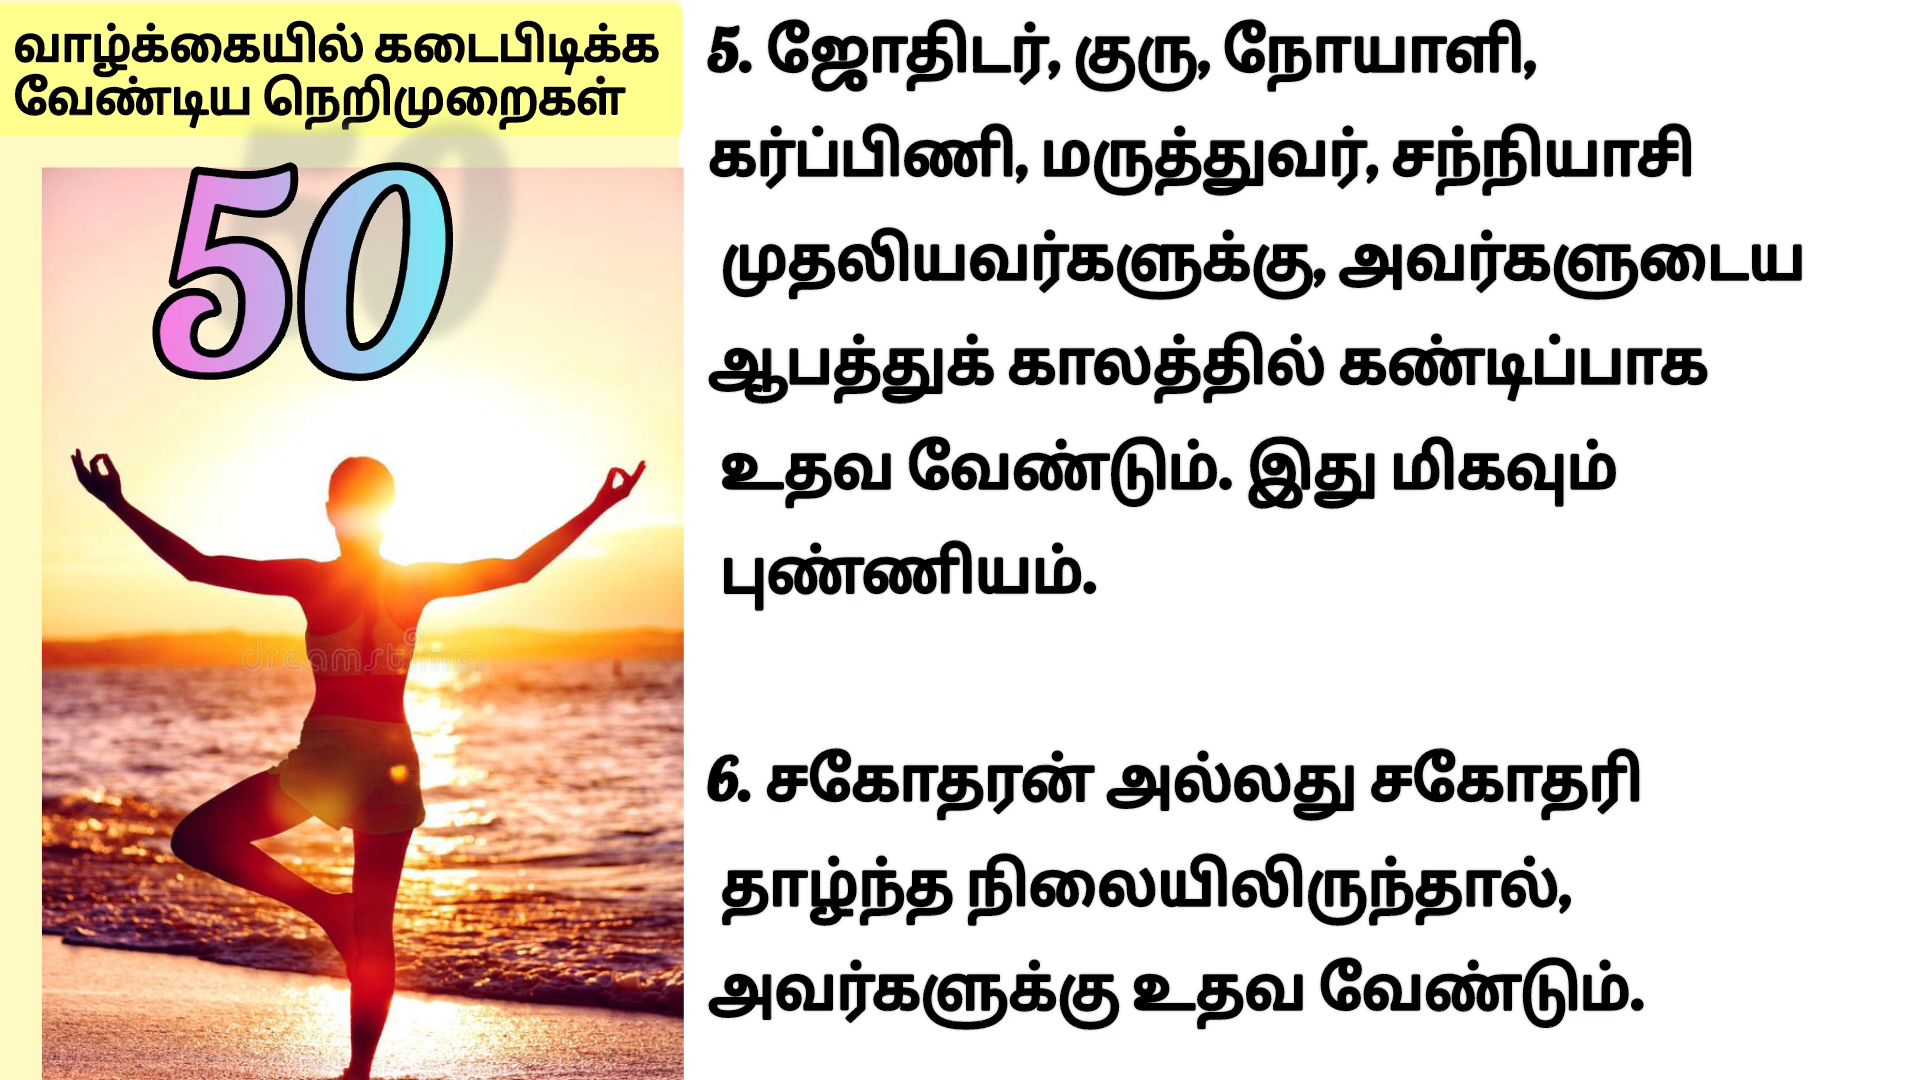 வாழ்க்கையில் கடைபிடிக்க
வேண்டிய நெறிமுறைகள்
50
dreamstime
5. ஜோதிடர், குரு, நோயாளி,
கர்ப்பிணி, மருத்துவர், சந்நியாசி
முதலியவர்களுக்கு, அவர்களுடைய
ஆபத்துக் காலத்தில் கண்டிப்பாக
உதவ வேண்டும். இது மிகவும்
புண்ணியம்.
6. சகோதரன் அல்லது சகோதரி
தாழ்ந்த நிலையிலிருந்தால்,
அவர்களுக்கு உதவ வேண்டும்.